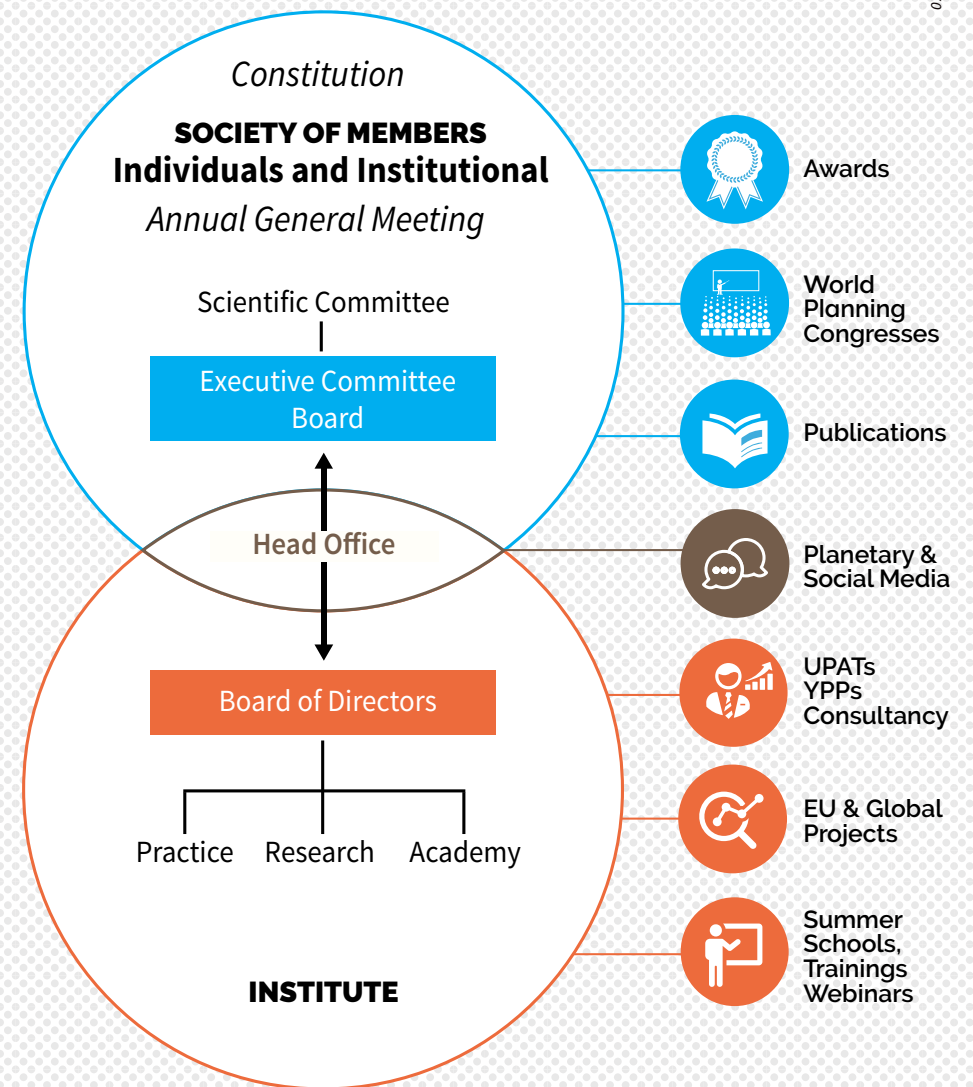 Constitution
SOCIETY OF MEMBERS
Individuals and Institutional
Annual General Meeting
Scientific Committee
Executive Committee
Board
Head Office
Board of Directors
Practice
Research
Academy
INSTITUTE
Awards
World
Planning
Congresses
Publications
Planetary &
Social Media
UPATs
YPPs
Consultancy
EU & Global
Projects
Summer
Schools,
Trainings
Webinars